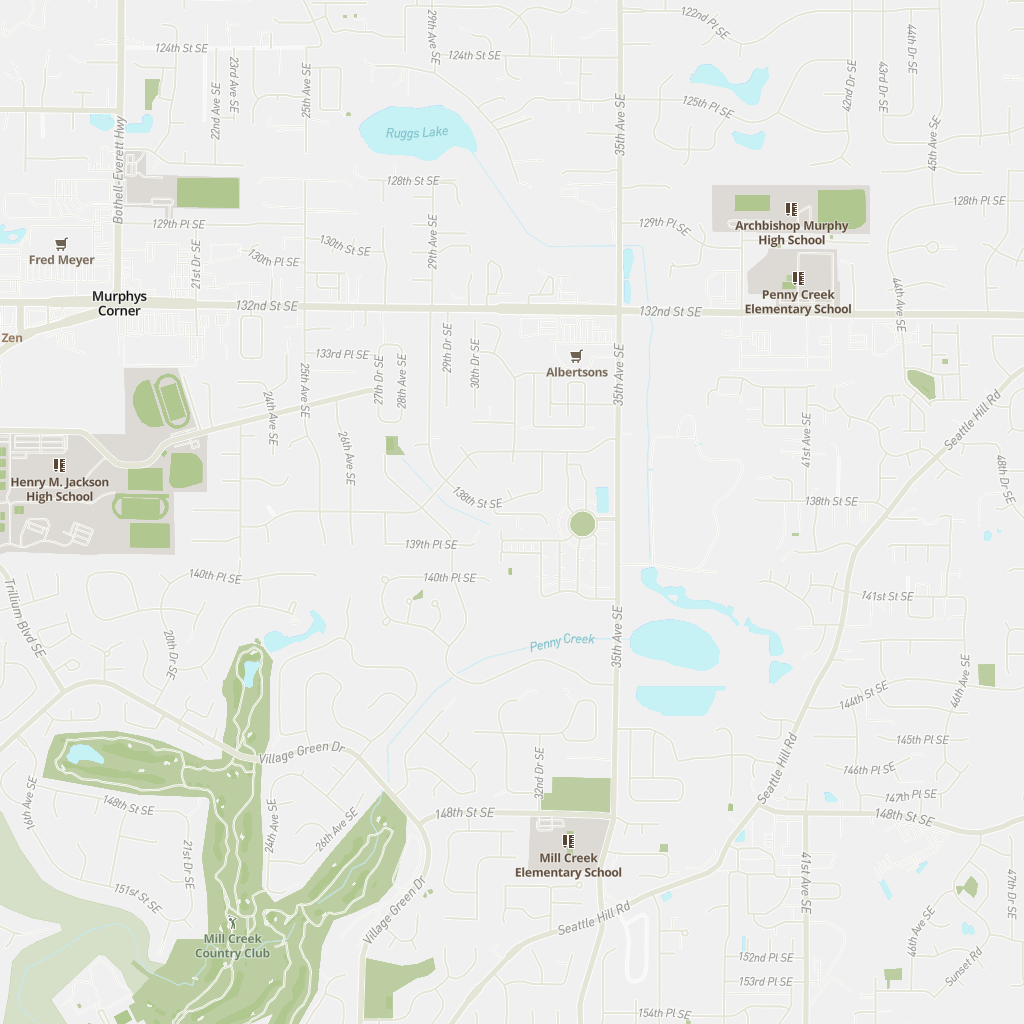 122nd Pl SE
29th Ave SE
44th Dr SE
124th St SE
124th St SE
23rd Ave SE
25th Ave SE
22nd Ave SE
42nd Dr SE
43rd Dr SE
125th Pl SE
35th Ave SE
Ruggs Lake
45th Ave SE
Bothell-Everett Hwy
128th St SE
128th Pl SE
129th Pl SE
129th Pl SE
Archbishop Murphy
High School
29th Ave SE
130th St SE
130th Pl SE
21st Dr SE
Fred Meyer
Penny Creek
Elementary School
44th Ave SE
Murphys
Corner
132nd St SE
132nd St SE
Zen
29th Dr SE
30th Dr SE
133rd Pl SE
27th Dr SE
28th Ave SE
25th Ave SE
Albertsons
35th Ave SE
24th Ave SE
26th Ave SE
41st Ave SE
Seattle Hill Rd
48th Dr SE
Henry M. Jackson
High School
138th St SE
138th St SE
139th Pl SE
140th Pl SE
140th Pl SE
141st St SE
Trillium Blvd SE
20th Dr SE
Penny Creek
35th Ave SE
46th Ave SE
144th St SE
145th Pl SE
Village Green Dr
32nd Dr SE
Seattle Hill Rd
146th Pl SE
147th Pl SE
16th Ave SE
148th St SE
148th St SE
148th St SE
24th Ave SE
26th Ave SE
21st Dr SE
Mill Creek
Elementary School
41st Ave SE
47th Dr SE
151st St SE
Village Green Dr
Seattle Hill Rd
46th Ave SE
Mill Creek
Country Club
152nd Pl SE
Sunset Rd
153rd Pl SE
154th Pl SE